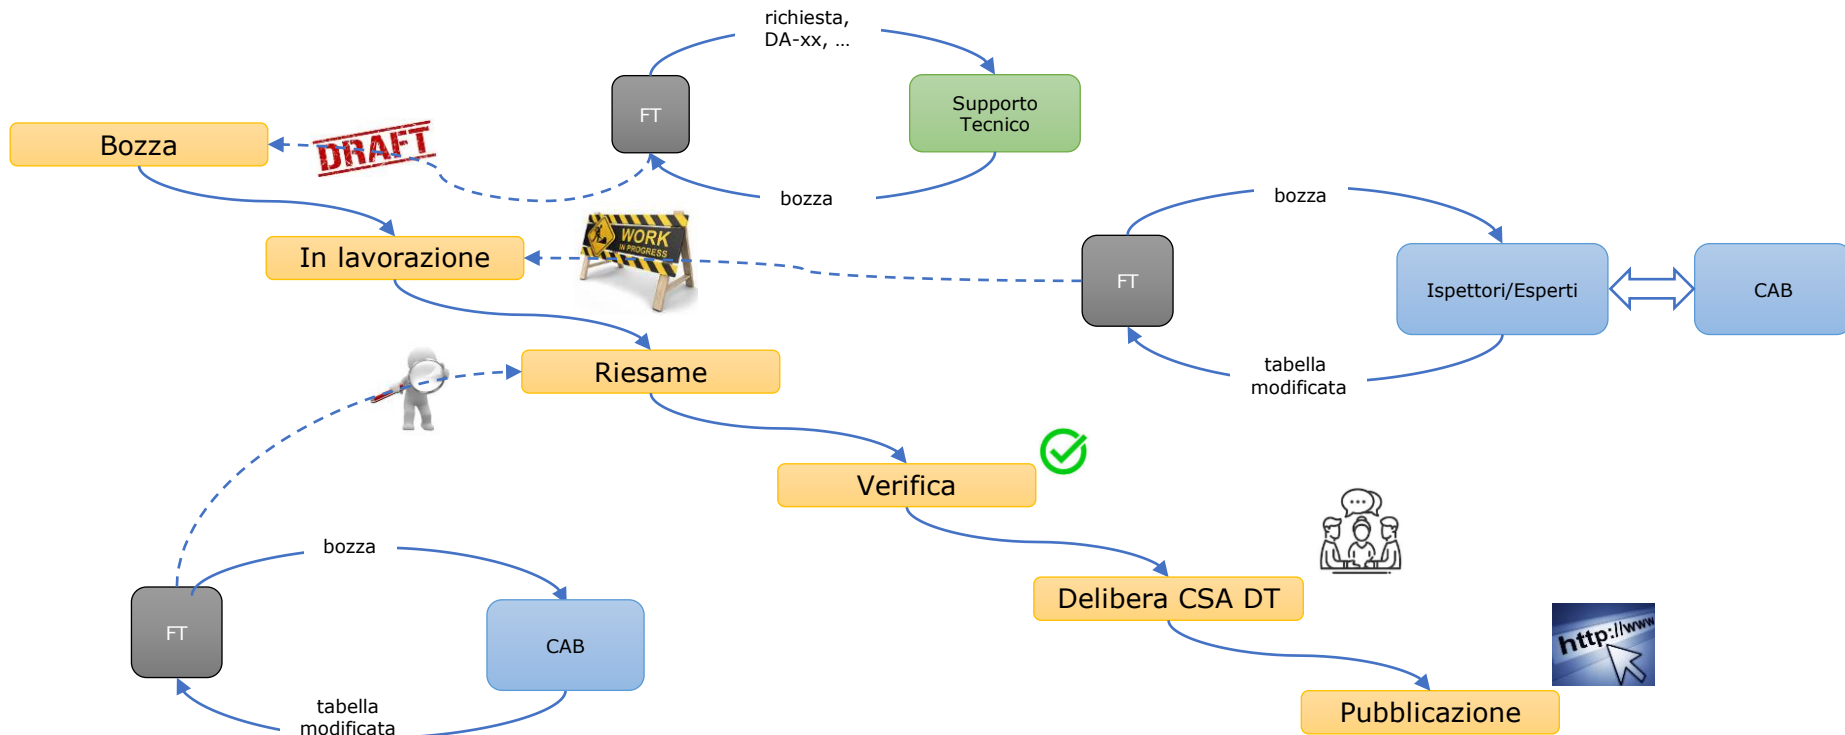 richiesta,
DA-xx, ...
FT
Supporto
Tecnico
Bozza
DRAFT
bozza
bozza
WORK
IN PROGRESS
In lavorazione
FT
Ispettori/Esperti
CAB
Riesame
tabella
modificata
Verifica
bozza
Delibera CSA DT
FT
CAB
http://www
tabella
modificata
Pubblicazione